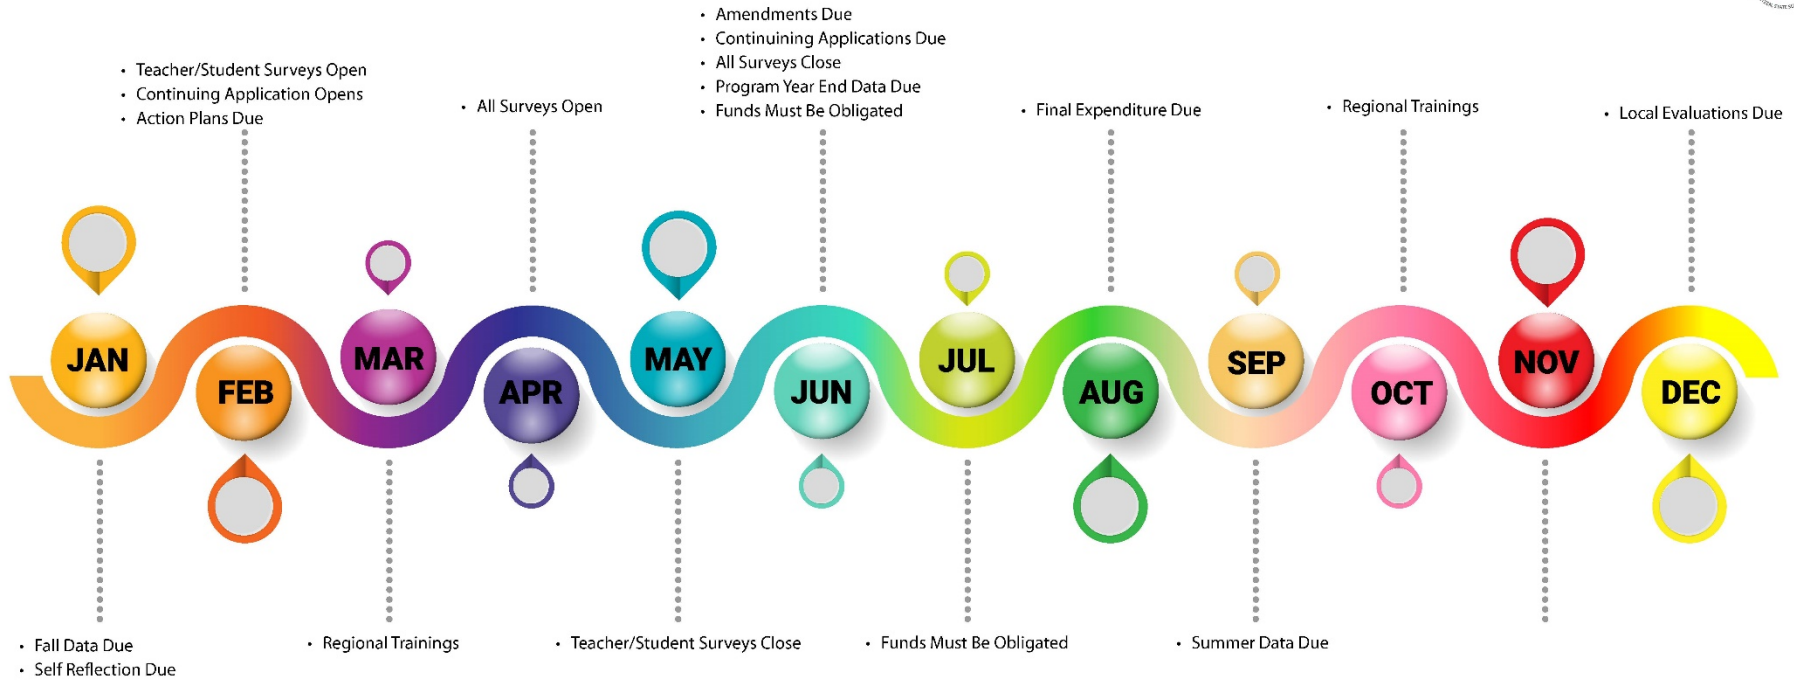 • Amendments Due
• Continuining Applications Due
• All Surveys Close
• Program Year End Data Due
• Funds Must Be Obligated
• Teacher/Student Surveys Open
• Continuing Application Opens
• Action Plans Due
• All Surveys Open
• Final Expenditure Due
• Regional Trainings
• Local Evaluations Due
JAN
FEB
MAR
APR
MAY
JUN
JUL
AUG
SEP
OCT
NOV
DEC
• Fall Data Due
• Self Reflection Due
• Regional Trainings
• Teacher/Student Surveys Close
• Funds Must Be Obligated
• Summer Data Due